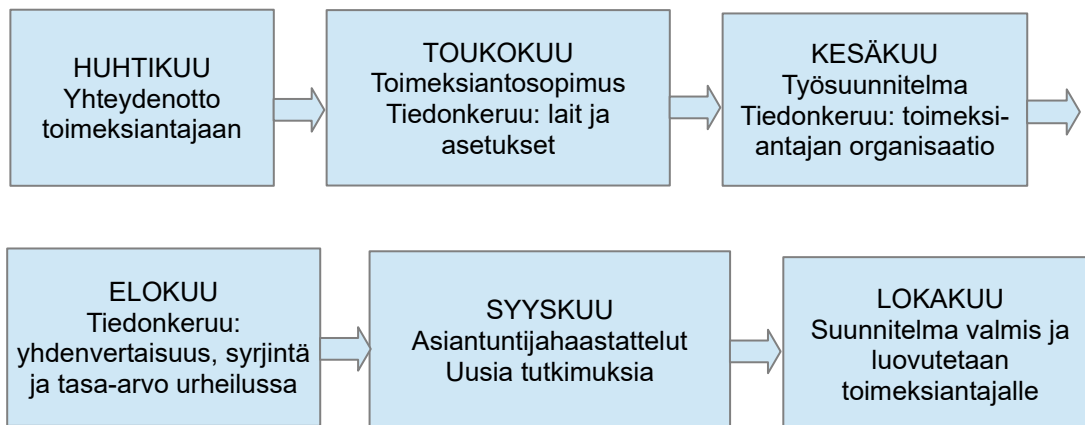 HUHTIKUU
Yhteydenotto
toimeksiantajaan
TOUKOKUU
Toimeksiantosopimus
Tiedonkeruu: lait ja
asetukset
KESÄKUU
Työsuunnitelma
Tiedonkeruu: toimeksi-
antajan organisaatio
ELOKUU
Tiedonkeruu:
yhdenvertaisuus, syrjintä
ja tasa-arvo urheilussa
SYYSKUU
Asiantuntijahaastattelut
Uusia tutkimuksia
LOKAKUU
Suunnitelma valmis ja
luovutetaan
toimeksiantajalle